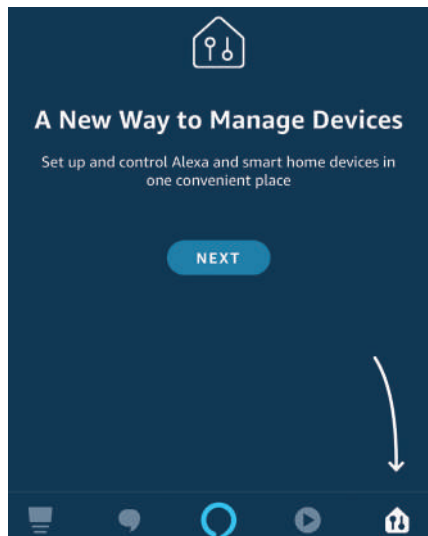 A New Way to Manage Devices
Set up and control Alexa and smart home devices in
one convenient place
NEXT